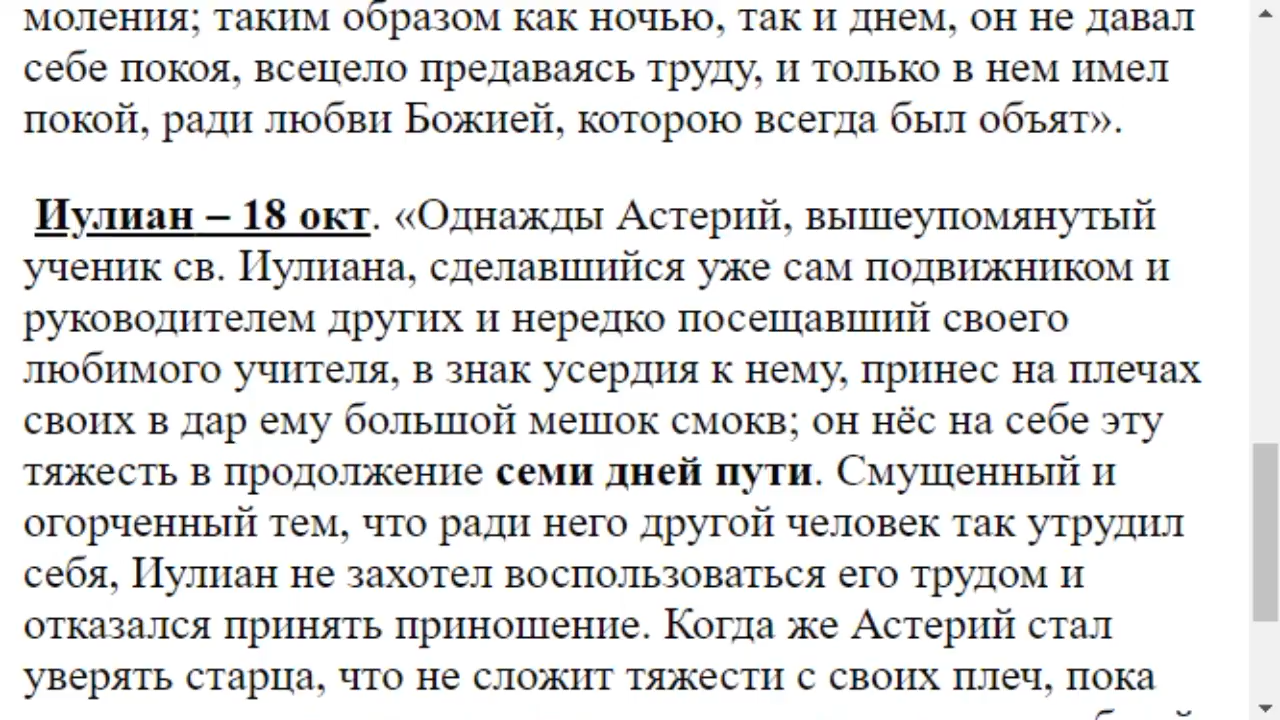 моления; таким образом как ночью, так и днем, он не давал
себе покоя, всецело предаваясь труду, и только в нем имел
покой, ради любви Божией, которою всегда был объят».
Иулиан – 18 окт. «Однажды Астерий, вышеупомянутый
ученик св. Иулиана, сделавшийся уже сам подвижником и
руководителем других и нередко посещавший своего
любимого учителя, в знак усердия к нему, принес на плечах
своих в дар ему большой мешок смокв; он нёс на себе эту
тяжесть в продолжение семи дней пути. Смущенный и
огорченный тем, что ради него другой человек так утрудил
себя, Иулиан не захотел воспользоваться его трудом и
отказался принять приношение. Когда же Астерий стал
уверять старца, что не сложит тяжести с своих плеч, пока